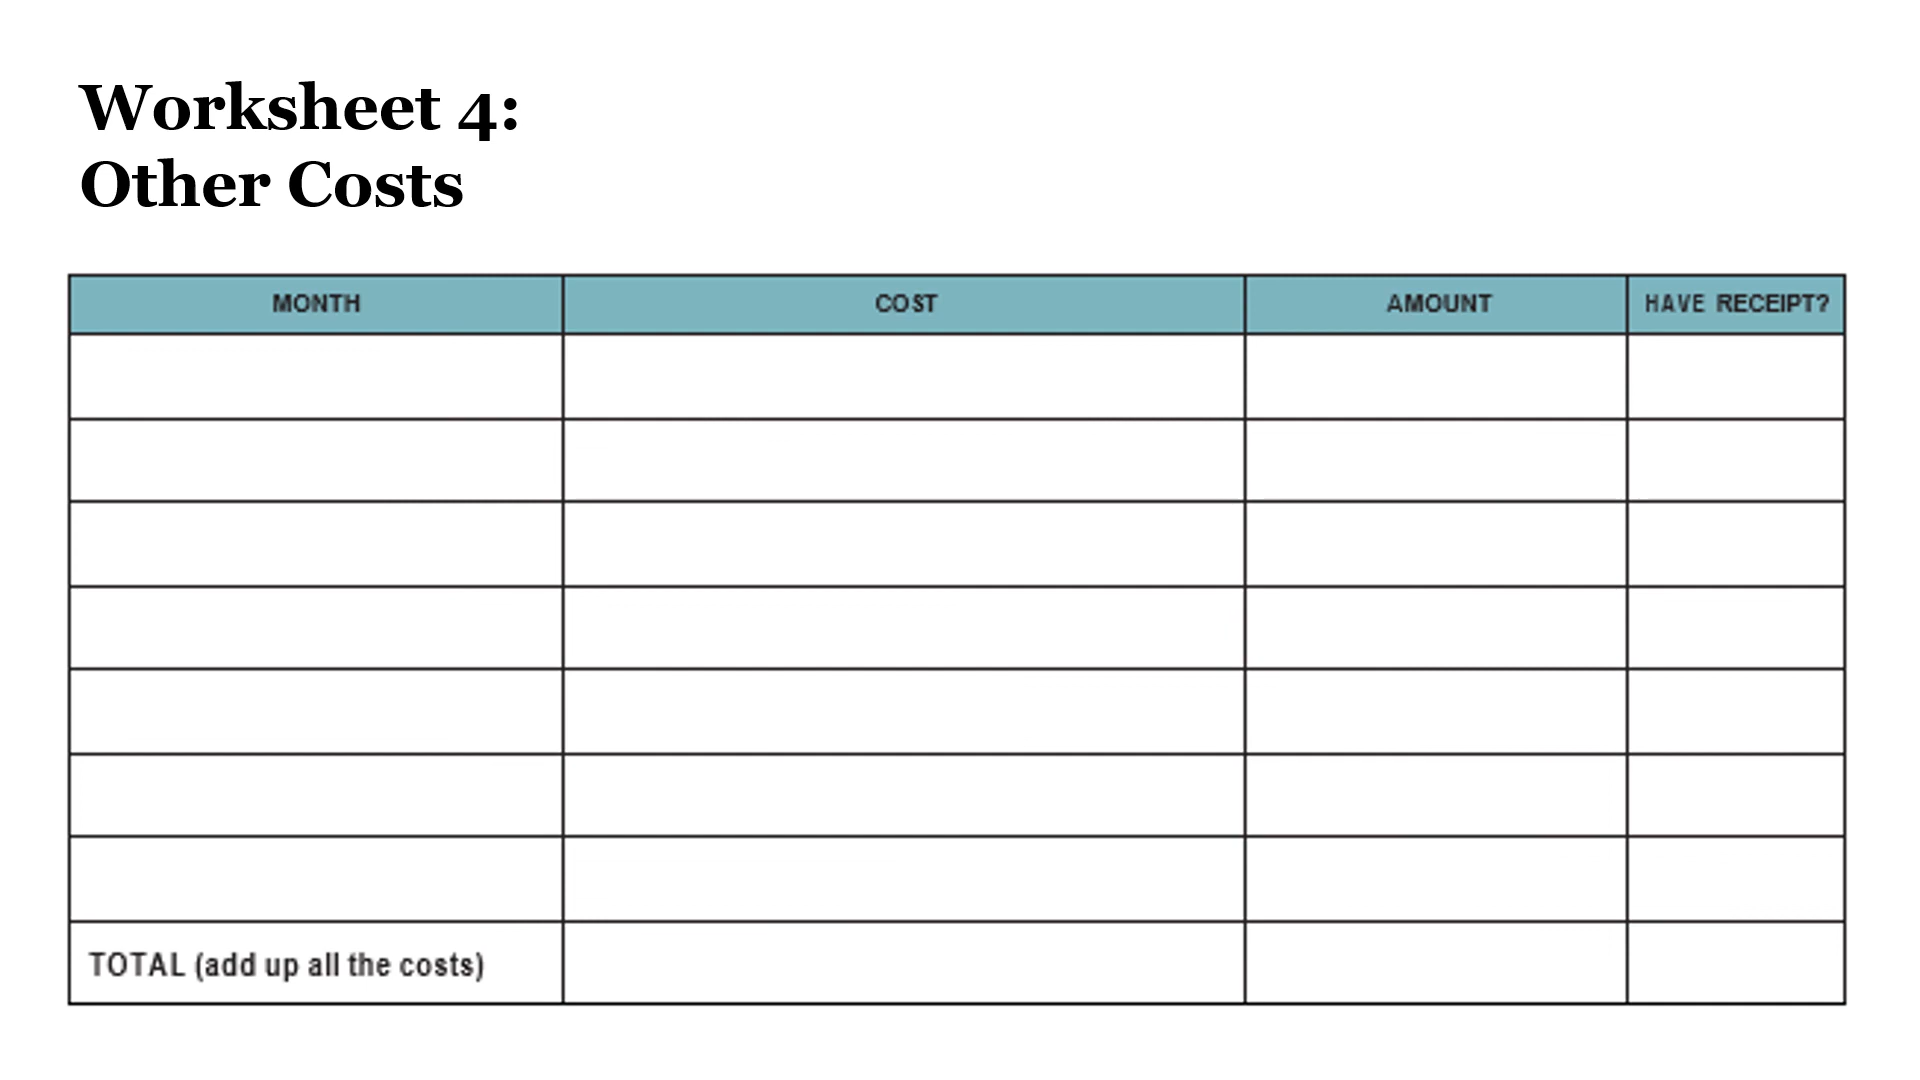 Worksheet 4:
Other Costs
MONTH COST AMOUNT HAVE RECEIPT?
TOTAL (add up all the costs)